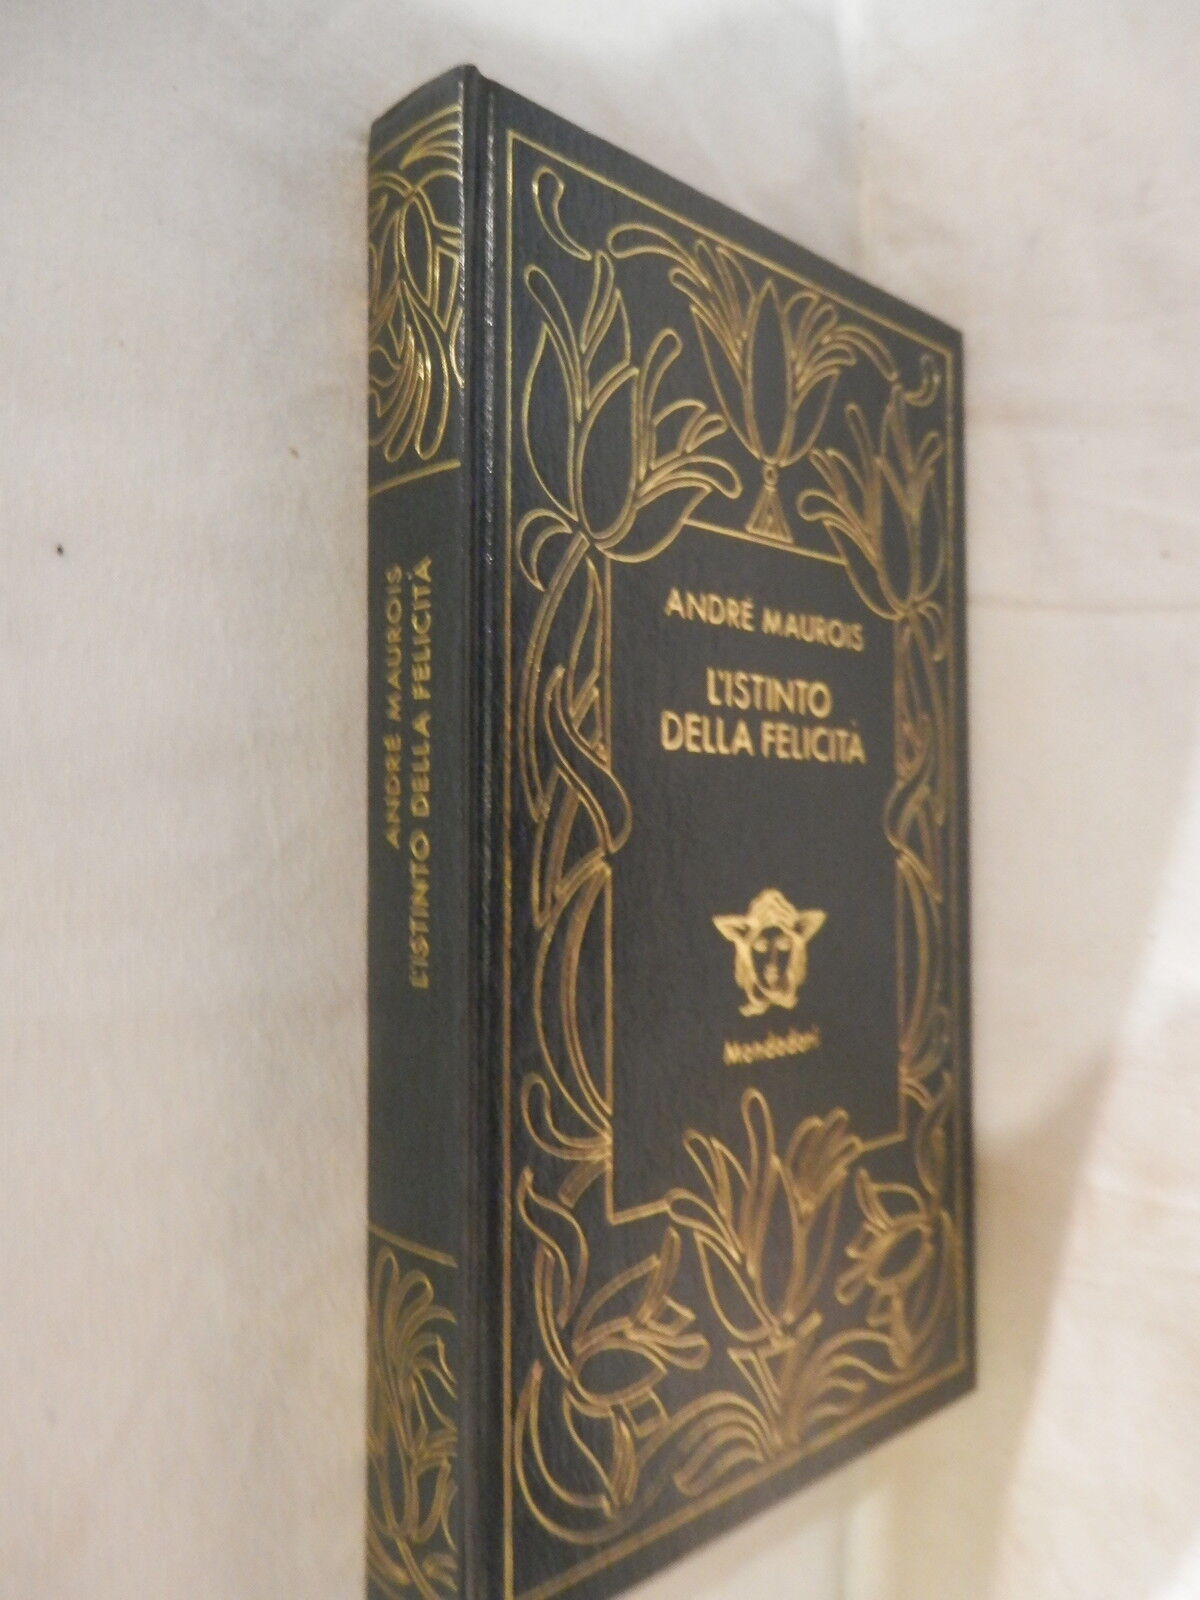 ANDRÉ MAUROIS
L'ISTINTO DELLA FELICITÀ
ANDRÉ MAUROIS
L'ISTINTO
DELLA FELICITÀ
Mondadori